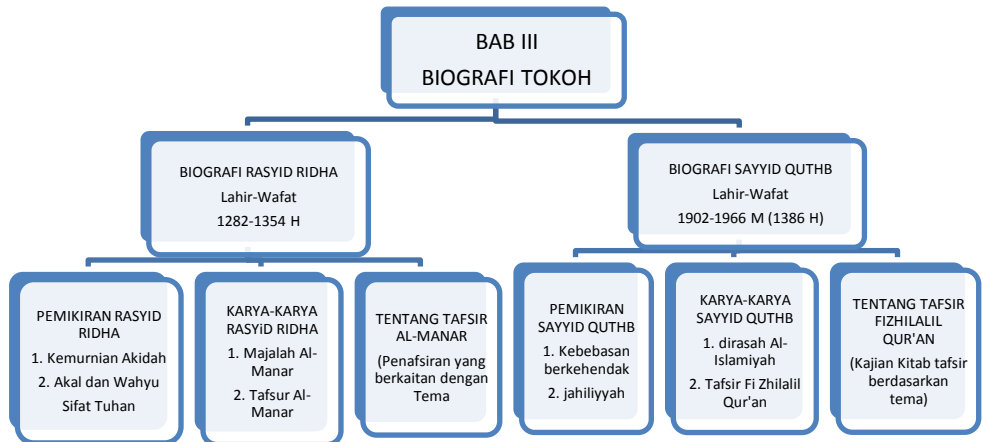 BAB III
BIOGRAFI TOKOH
BIOGRAFI RASYID RIDHA
Lahir-Wafat
1282-1354 H
BIOGRAFI SAYYID QUTHB
Lahir-Wafat
1902-1966 M (1386 H)
PEMIKIRAN RASYID
RIDHA
1. Kemurnian Akidah
2. Akal dan Wahyu
Sifat Tuhan
KARYA-KARYA
RASYiD RIDHA
1. Majalah Al-
Manar
2. Tafsur Al-
Manar
TENTANG TAFSIR
AL-MANAR
(Penafsiran yang
berkaitan dengan
Tema
PEMIKIRAN
SAYYID QUTHB
1. Kebebasan
berkehendak
2. jahiliyyah
KARYA-KARYA
SAYYID QUTHB
1. dirasah Al-
Islamiyah
2. Tafsir Fi Zhilalil
Qur'an
TENTANG TAFSIR
FIZHILALIL
QUR'AN
(Kajian Kitab tafsir
berdasarkan
tema)